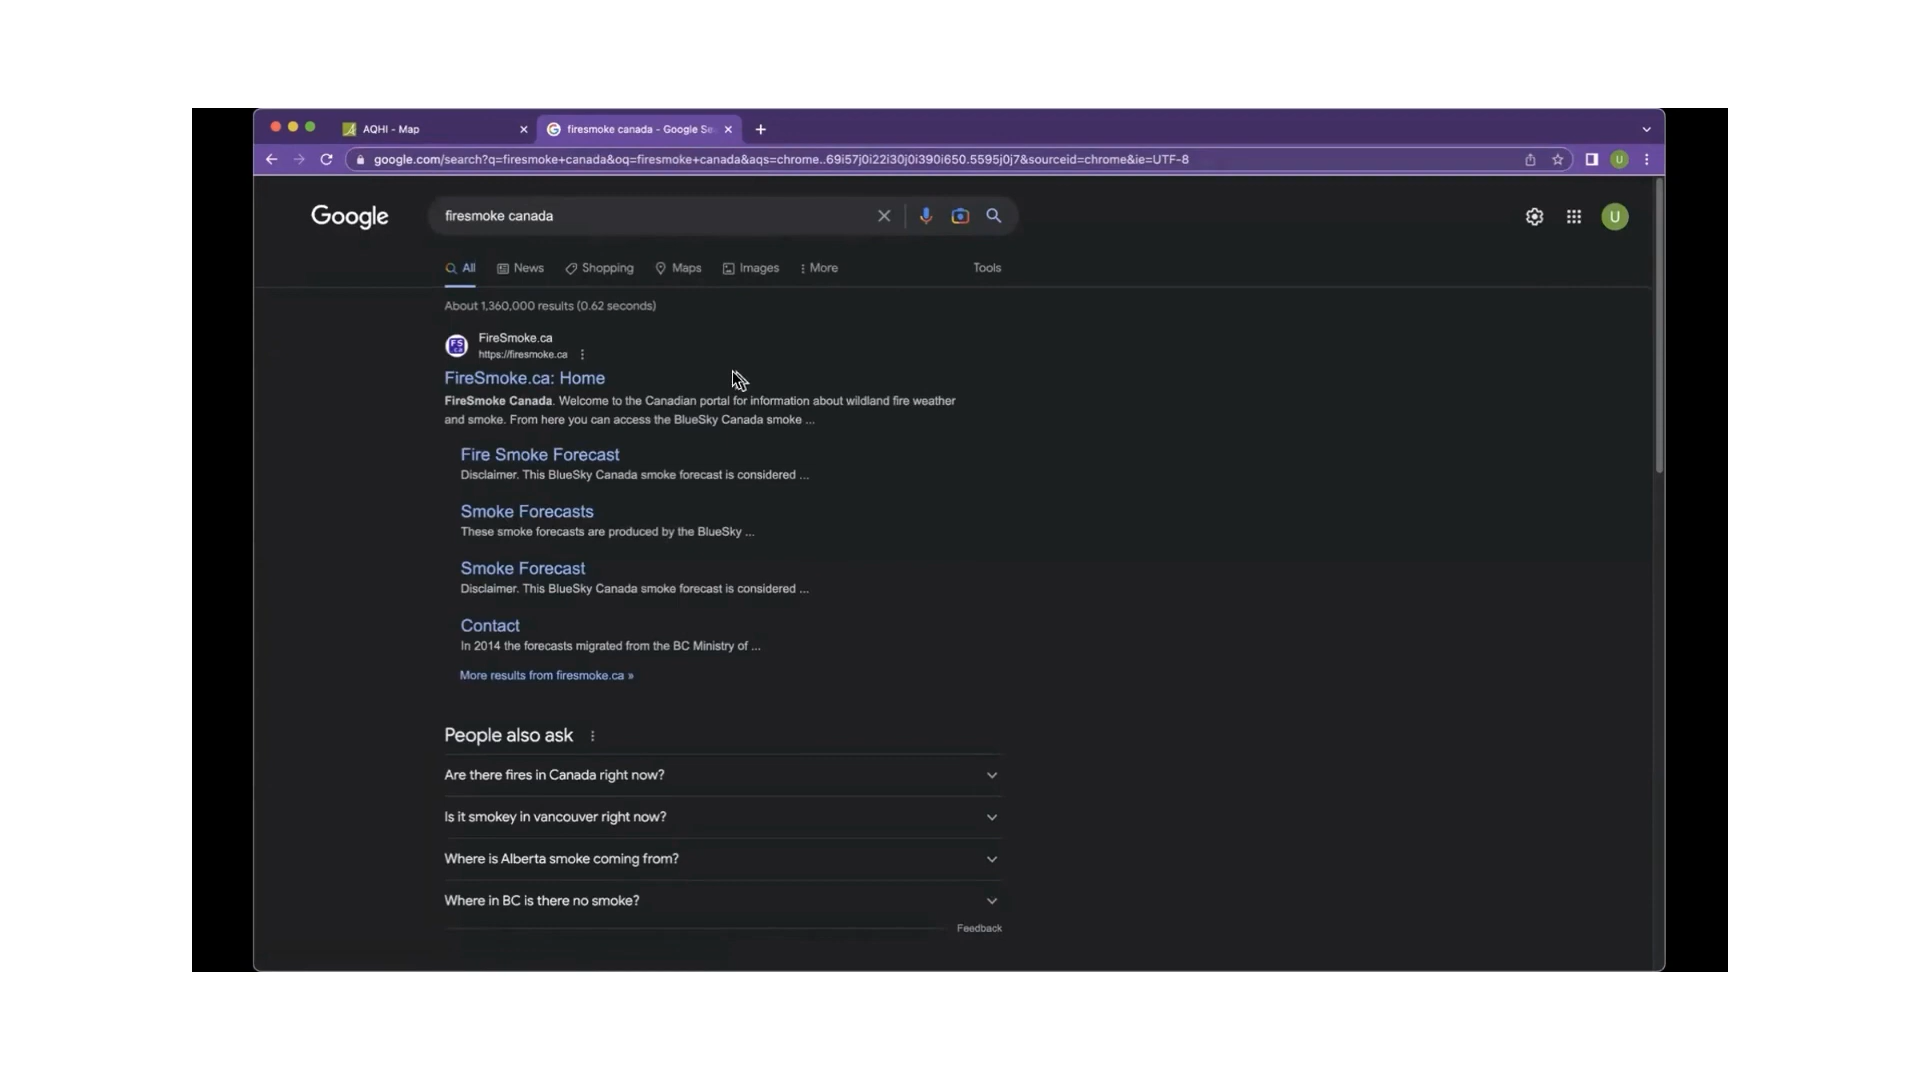 AQHI - Map
firesmoke canada - Google Se
google.com/search?q=firesmoke+canada&oq=firesmoke+canada&aqs=chrome..69i57j0i22i30j0i390i650.5595j0j7&sourceid=chrome&ie=UTF-8
U
Google
firesmoke canada
U
All
News
Shopping
Maps
Images
More
Tools
About 1,360,000 results (0.62 seconds)
FS
ca
FireSmoke.ca
https://firesmoke.ca
FireSmoke.ca: Home
FireSmoke Canada. Welcome to the Canadian portal for information about wildland fire weather
and smoke. From here you can access the BlueSky Canada smoke ...
Fire Smoke Forecast
Disclaimer. This BlueSky Canada smoke forecast is considered ...
Smoke Forecasts
These smoke forecasts are produced by the BlueSky ...
Smoke Forecast
Disclaimer. This BlueSky Canada smoke forecast is considered ...
Contact
In 2014 the forecasts migrated from the BC Ministry of ...
More results from firesmoke.ca »
People also ask
Are there fires in Canada right now?
Is it smokey in vancouver right now?
Where is Alberta smoke coming from?
Where in BC is there no smoke?
Feedback